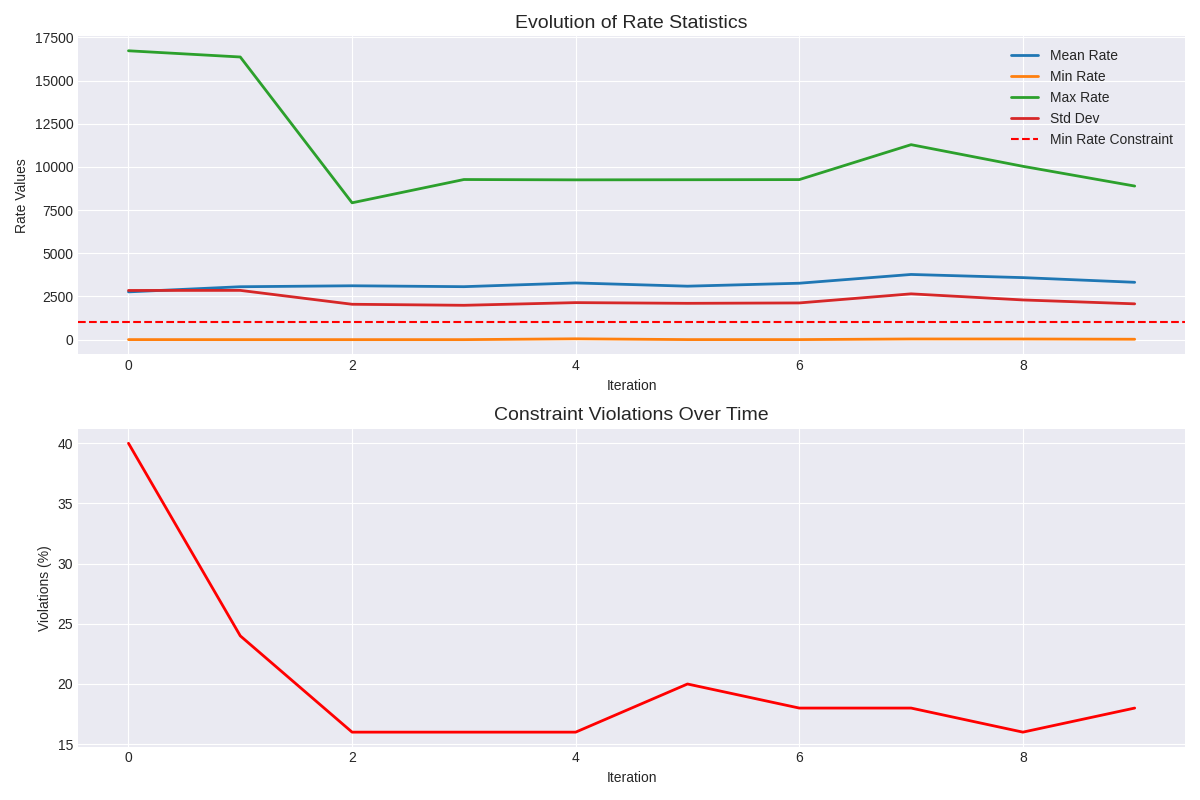 Evolution of Rate Statistics
17500
15000
12500
10000
7500
5000
2500
0
Rate Values
Mean Rate
Min Rate
Max Rate
Std Dev
Min Rate Constraint
0 2 4 6 8
Iteration
Constraint Violations Over Time
40
35
30
25
20
15
Violations (%)
0 2 4 6 8
Iteration